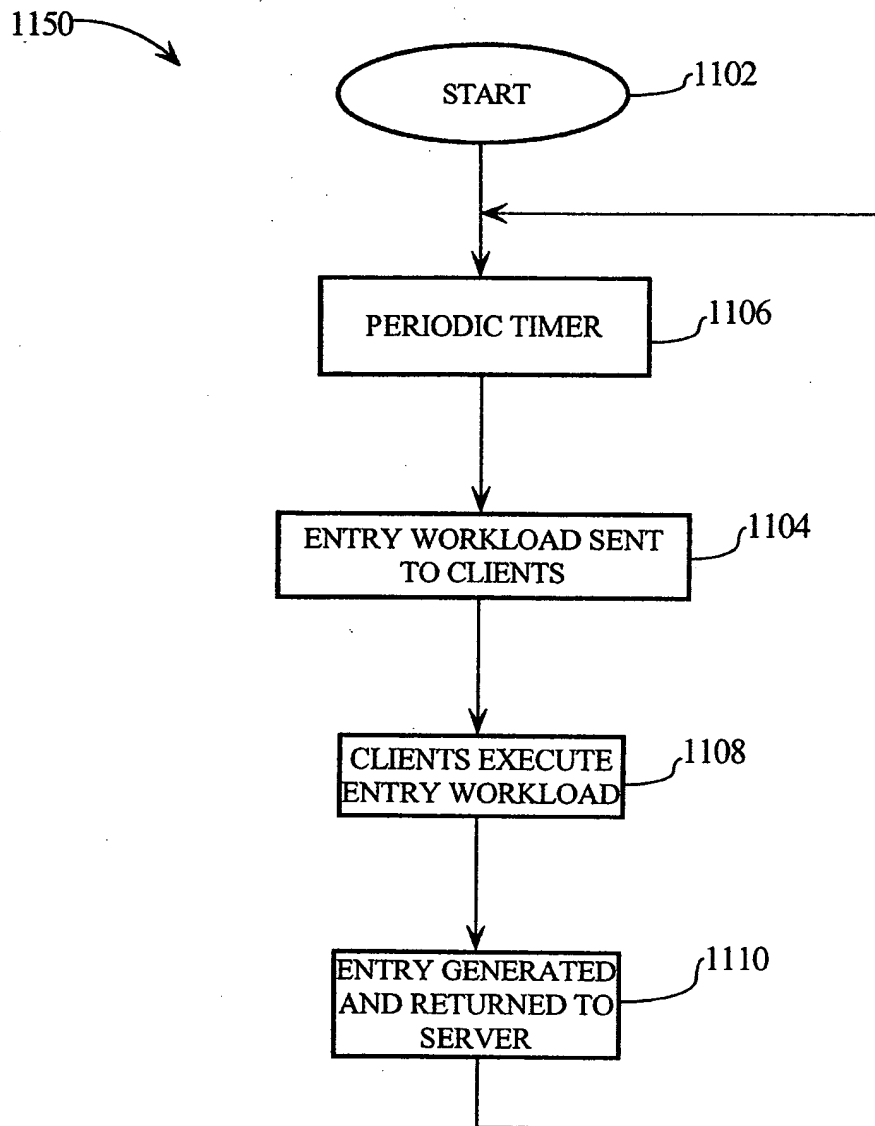 1150
START
1102
PERIODIC TIMER
1106
ENTRY WORKLOAD SENT
TO CLIENTS
1104
CLIENTS EXECUTE
ENTRY WORKLOAD
1108
ENTRY GENERATED
AND RETURNED TO
SERVER
1110